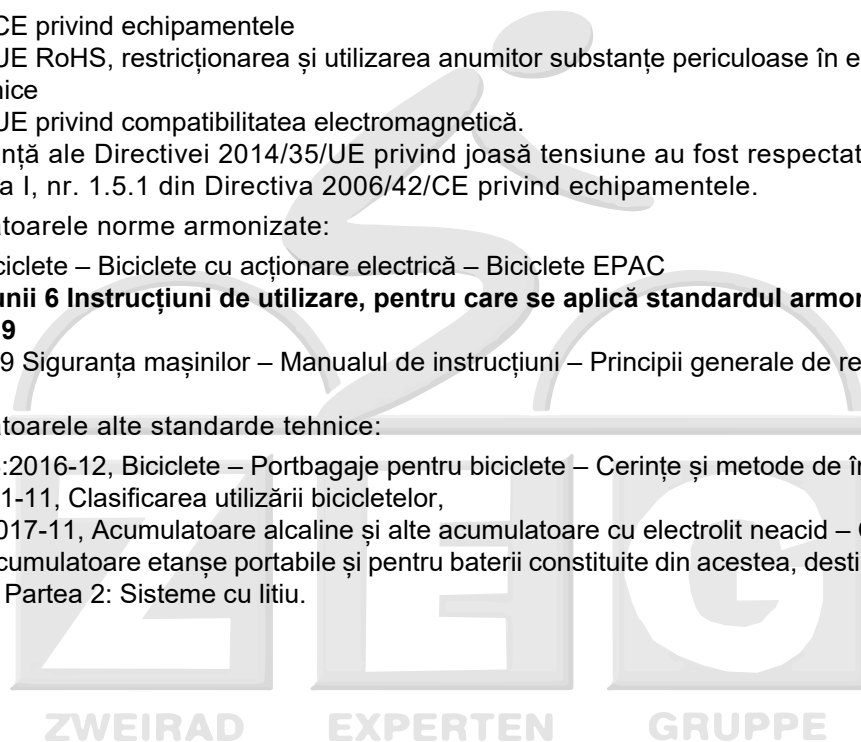 CE privind echipamentele
UE RoHS, restricționarea și utilizarea anumitor substanțe periculoase în e
nice
UE privind compatibilitatea electromagnetică.
nță ale Directivei 2014/35/UE privind joasă tensiune au fost respectat
a I, nr. 1.5.1 din Directiva 2006/42/CE privind echipamentele.
atoarele norme armonizate:
ciclete – Biciclete cu acționare electrică – Biciclete EPAC
unii 6 Instrucțiuni de utilizare, pentru care se aplică standardul armon
9
9 Siguranța mașinilor – Manualul de instrucțiuni – Principii generale de re
atoarele alte standarde tehnice:
:2016-12, Biciclete – Portbagaje pentru biciclete – Cerințe și metode de în
1-11, Clasificarea utilizării bicicletelor,
017-11, Acumulatoare alcaline și alte acumulatoare cu electrolit neacid –
cumulatoare etanșe portabile și pentru baterii constituite din acestea, desti
Partea 2: Sisteme cu litiu.
ZEG
ZWEIRAD EXPERTEN GRUPPE